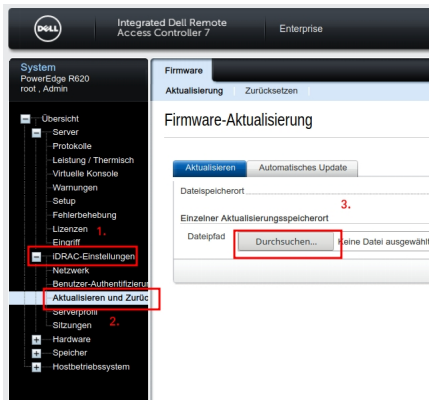 DELL
Integrated Dell Remote
Access Controller 7
Enterprise
System
PowerEdge R620
root , Admin
Übersicht
Server
Protokolle
Leistung / Thermisch
Virtuelle Konsole
Warnungen
Setup
Fehlerbehebung
Lizenzen
1.
Eingriff
iDRAC-Einstellungen
Netzwerk
Benutzer-Authentifizierun
Aktualisieren und Zurüc
Serverprofil
Sitzungen
2.
Hardware
Speicher
Hostbetriebssystem
Firmware
Aktualisierung
Zurücksetzen
Firmware-Aktualisierung
Aktualisieren
Automatisches Update
Dateispeicherort
3.
Einzelner Aktualisierungsspeicherort
Dateipfad
Durchsuchen...
Keine Datei ausgewählt